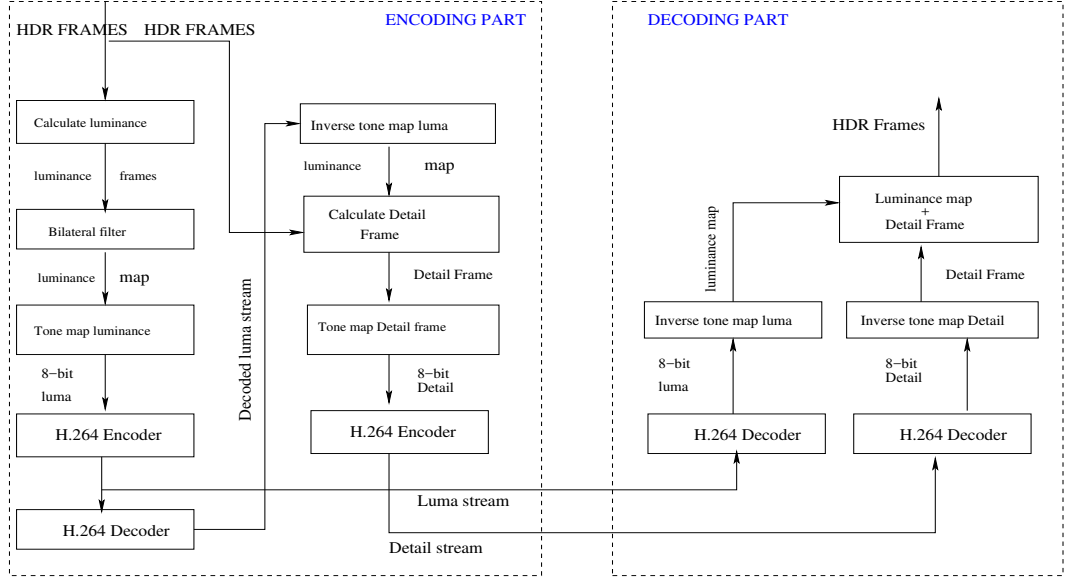 ENCODING PART
HDR FRAMES HDR FRAMES
Calculate luminance
luminance frames
Bilateral filter
luminance map
Tone map luminance
8-bit
luma
H.264 Encoder
H.264 Decoder
Decoded luma stream
Inverse tone map luma
luminance map
Calculate Detail
Frame
Detail Frame
Tone map Detail frame
8-bit
Detail
H.264 Encoder
Luma stream
Detail stream
DECODING PART
HDR Frames
Luminance map
+
Detail Frame
luminance map
Detail Frame
Inverse tone map luma
Inverse tone map Detail
8-bit
luma
8-bit
Detail
H.264 Decoder
H.264 Decoder